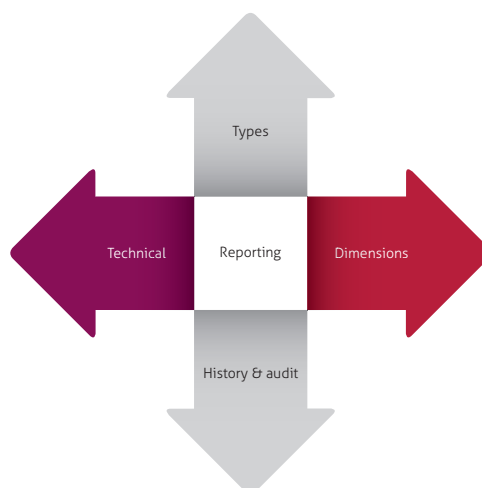 Types
Technical
Reporting
Dimensions
History & audit